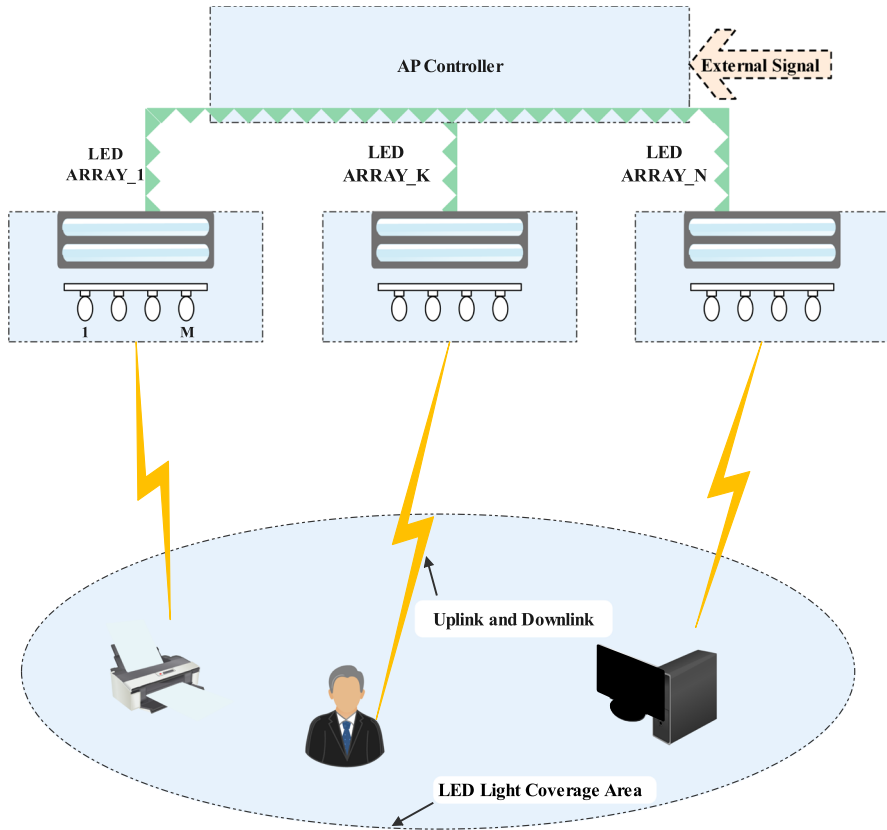 AP Controller
External Signal
LED
ARRAY_1
LED
ARRAY_K
LED
ARRAY_N
1
M
Uplink and Downlink
LED Light Coverage Area